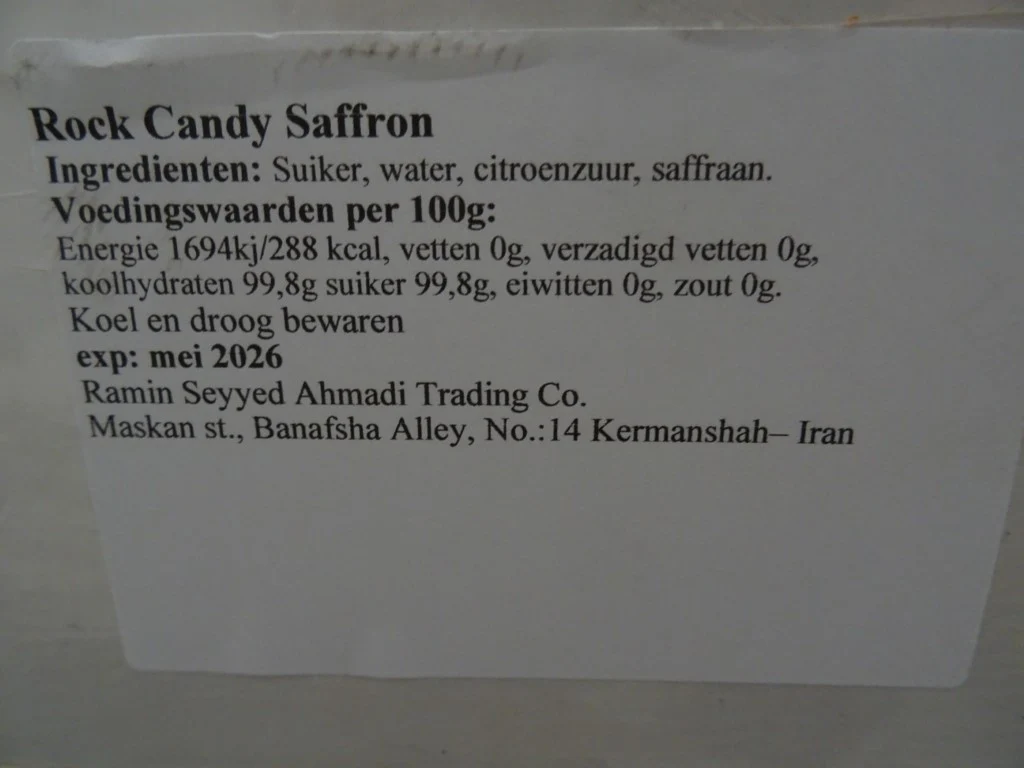 Rock Candy Saffron
Ingredienten: Suiker, water, citroenzuur, saffraan.
Voedingswaarden per 100g:
Energie 1694kj/288 kcal, vetten 0g, verzadigd vetten 0g,
koolhydraten 99,8g suiker 99,8g, eiwitten 0g, zout 0g.
Koel en droog bewaren
exp: mei 2026
Ramin Seyyed Ahmadi Trading Co.
Maskan st., Banafsha Alley, No.:14 Kermanshah– Iran